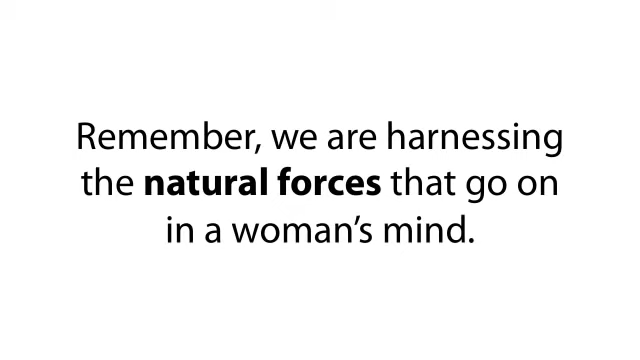 Remember, we are harnessing
the natural forces that go on
in a woman’s mind.